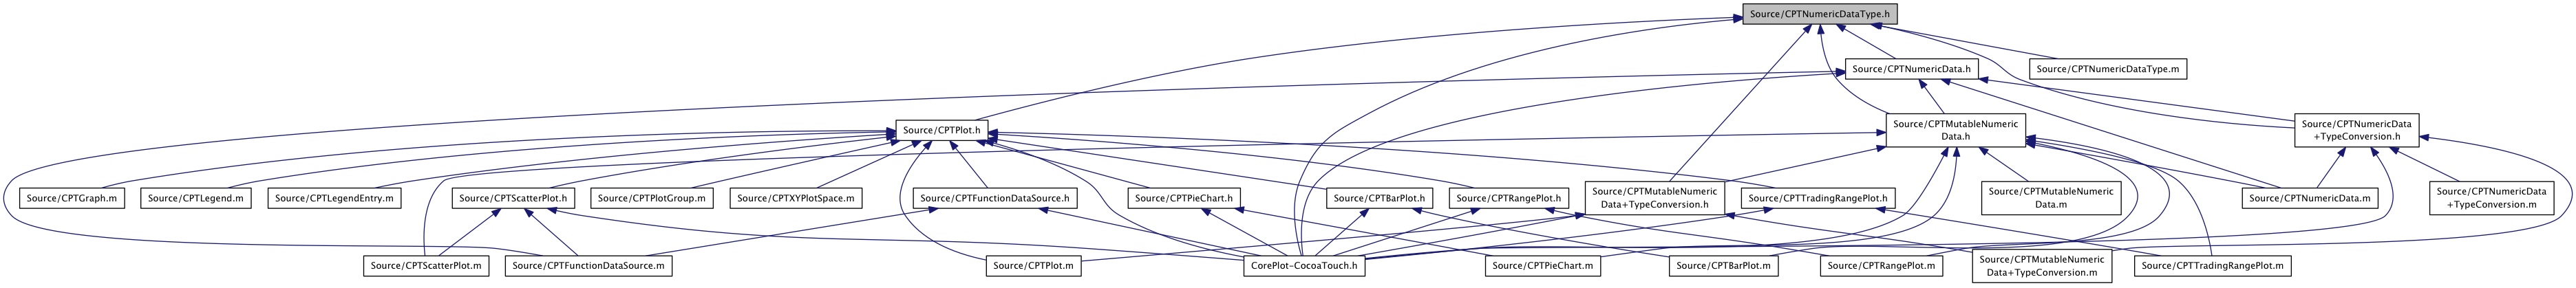 Source/CPTNumericDataType.h
Source/CPTNumericData.h
Source/CPTNumericDataType.m
Source/CPTPlot.h
Source/CPTMutableNumeric
Data.h
Source/CPTNumericData
+TypeConversion.h
Source/CPTGraph.m
Source/CPTLegend.m
Source/CPTLegendEntry.m
Source/CPTScatterPlot.h
Source/CPTPlotGroup.m
Source/CPTXYPlotSpace.m
Source/CPTFunctionDataSource.h
Source/CPTPieChart.h
Source/CPTBarPlot.h
Source/CPTRangePlot.h
Source/CPTMutableNumeric
Data+TypeConversion.h
Source/CPTTradingRangePlot.h
Source/CPTMutableNumeric
Data.m
Source/CPTNumericData.m
Source/CPTNumericData
+TypeConversion.m
Source/CPTScatterPlot.m
Source/CPTFunctionDataSource.m
Source/CPTPlot.m
CorePlot-CocoaTouch.h
Source/CPTPieChart.m
Source/CPTBarPlot.m
Source/CPTRangePlot.m
Source/CPTMutableNumeric
Data+TypeConversion.m
Source/CPTTradingRangePlot.m